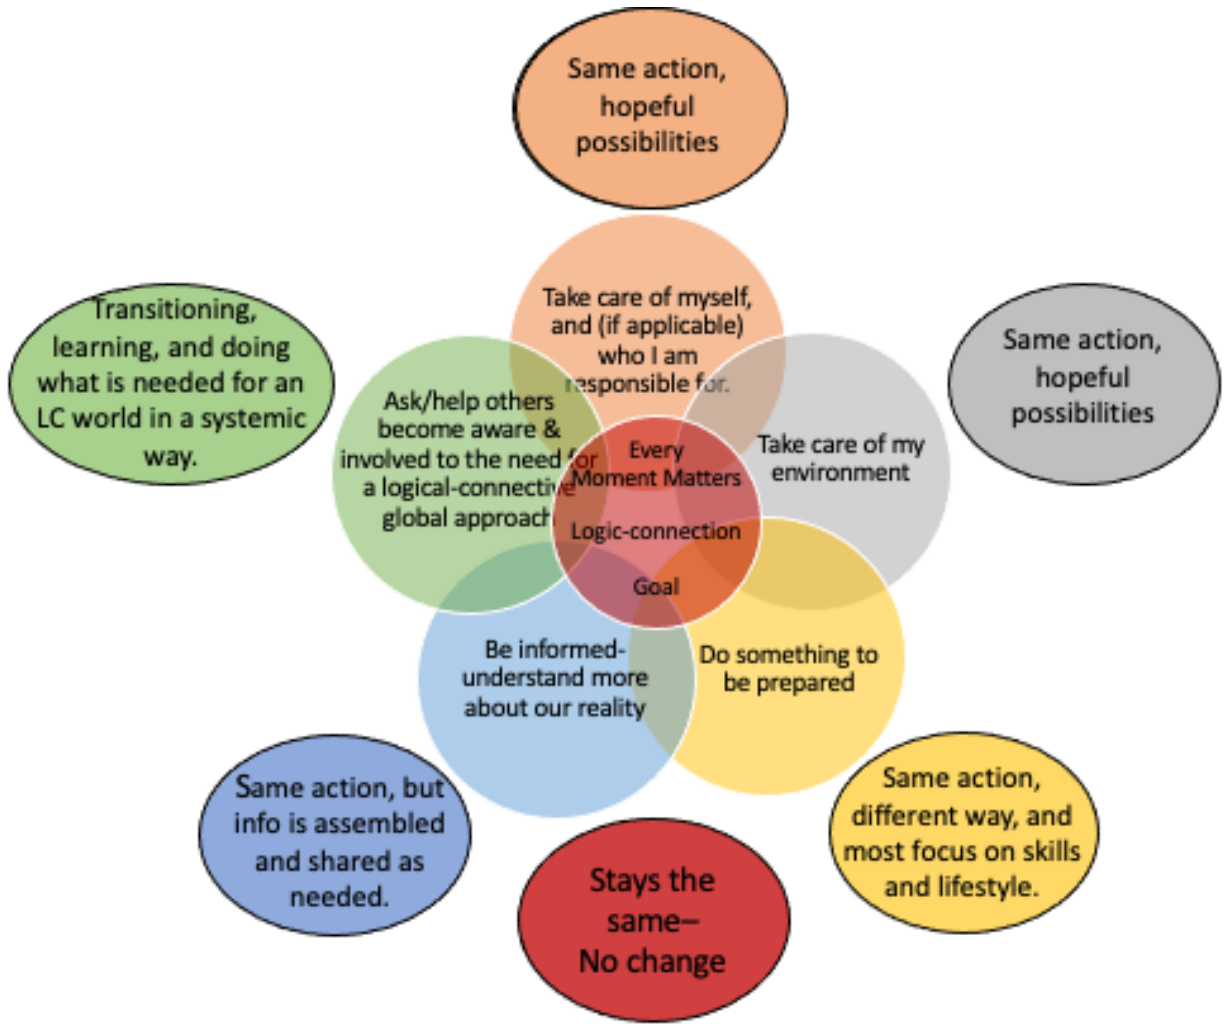 Same action,
hopeful
possibilities
Take care of myself,
and (if applicable)
who I am
responsible for.
Transitioning,
learning, and doing
what is needed for an
LC world in a systemic
way.
Same action,
hopeful
possibilities
Ask/help others
become aware &
involved to the need for
a logical-connective
global approach
Every
Moment Matters
Logic-connection
Goal
Take care of my
environment
Be informed-
understand more
about our reality
Do something to
be prepared
Same action, but
info is assembled
and shared as
needed.
Stays the
same–
No change
Same action,
different way, and
most focus on skills
and lifestyle.